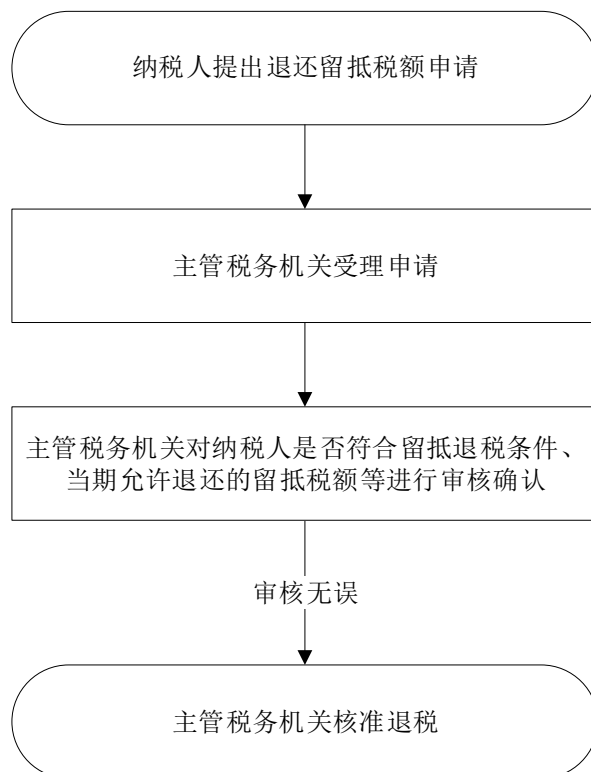 纳税人提出退还留抵税额申请
主管税务机关受理申请
主管税务机关对纳税人是否符合留抵退税条件、
当期允许退还的留抵税额等进行审核确认
审核无误
主管税务机关核准退税